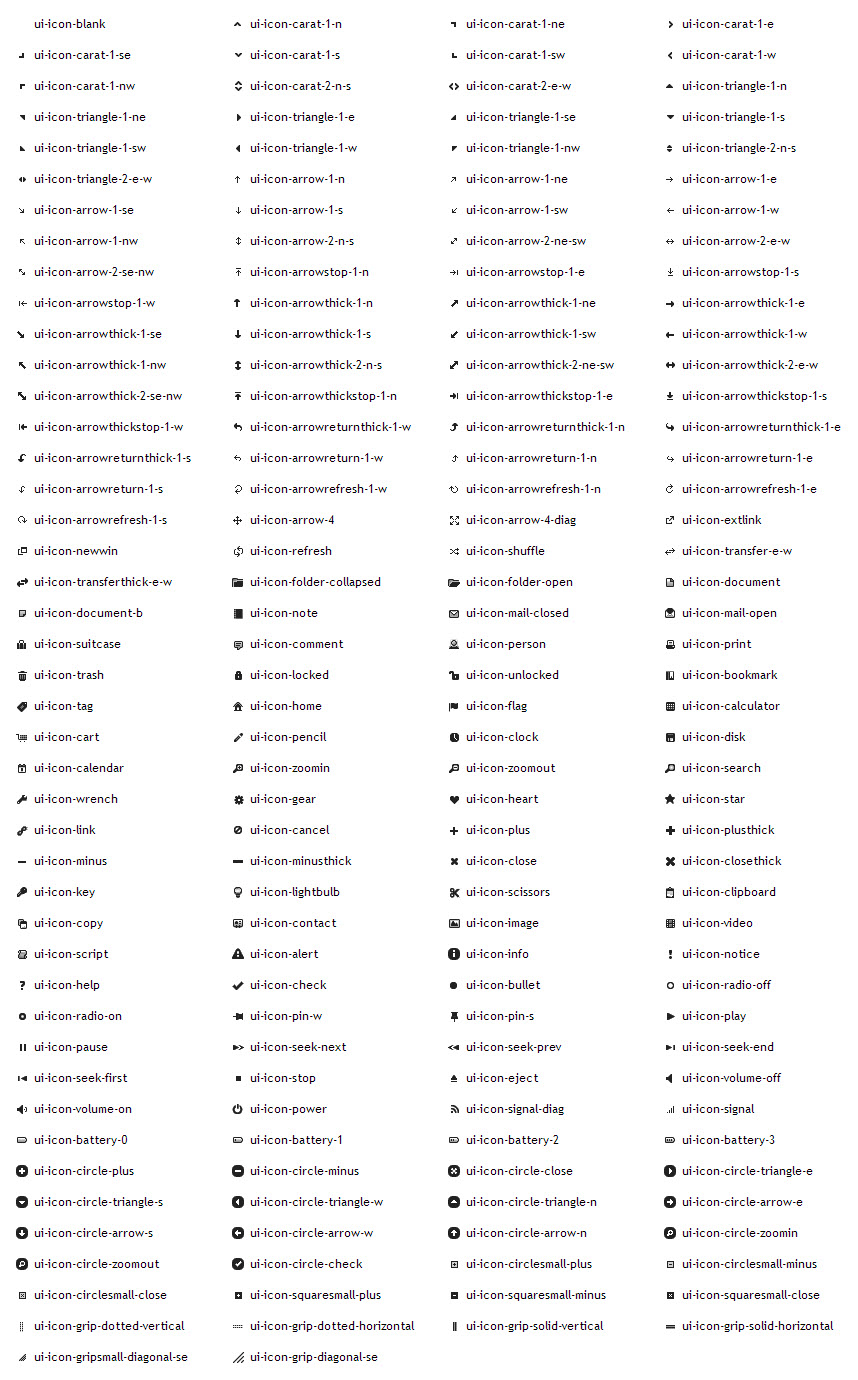 ui-icon-blank ui-icon-carat-1-n ui-icon-carat-1-ne ui-icon-carat-1-e
ui-icon-carat-1-se ui-icon-carat-1-s ui-icon-carat-1-sw ui-icon-carat-1-w
ui-icon-carat-1-nw ui-icon-carat-2-n-s ui-icon-carat-2-e-w ui-icon-triangle-1-n
ui-icon-triangle-1-ne ui-icon-triangle-1-e ui-icon-triangle-1-se ui-icon-triangle-1-s
ui-icon-triangle-1-sw ui-icon-triangle-1-w ui-icon-triangle-1-nw ui-icon-triangle-2-n-s
ui-icon-triangle-2-e-w ui-icon-arrow-1-n ui-icon-arrow-1-ne ui-icon-arrow-1-e
ui-icon-arrow-1-se ui-icon-arrow-1-s ui-icon-arrow-1-sw ui-icon-arrow-1-w
ui-icon-arrow-1-nw ui-icon-arrow-2-n-s ui-icon-arrow-2-ne-sw ui-icon-arrow-2-e-w
ui-icon-arrow-2-se-nw ui-icon-arrowstop-1-n ui-icon-arrowstop-1-e ui-icon-arrowstop-1-s
ui-icon-arrowstop-1-w ui-icon-arrowthick-1-n ui-icon-arrowthick-1-ne ui-icon-arrowthick-1-e
ui-icon-arrowthick-1-se ui-icon-arrowthick-1-s ui-icon-arrowthick-1-sw ui-icon-arrowthick-1-w
ui-icon-arrowthick-1-nw ui-icon-arrowthick-2-n-s ui-icon-arrowthick-2-ne-sw ui-icon-arrowthick-2-e-w
ui-icon-arrowthick-2-se-nw ui-icon-arrowthickstop-1-n ui-icon-arrowthickstop-1-e ui-icon-arrowthickstop-1-s
ui-icon-arrowthickstop-1-w ui-icon-arrowreturnthick-1-w ui-icon-arrowreturnthick-1-n ui-icon-arrowreturnthick-1-e
ui-icon-arrowreturnthick-1-s ui-icon-arrowreturn-1-w ui-icon-arrowreturn-1-n ui-icon-arrowreturn-1-e
ui-icon-arrowreturn-1-s ui-icon-arrowrefresh-1-w ui-icon-arrowrefresh-1-n ui-icon-arrowrefresh-1-e
ui-icon-arrowrefresh-1-s ui-icon-arrow-4 ui-icon-arrow-4-diag ui-icon-extlink
ui-icon-newwin ui-icon-refresh ui-icon-shuffle ui-icon-transfer-e-w
ui-icon-transferthick-e-w ui-icon-folder-collapsed ui-icon-folder-open ui-icon-document
ui-icon-document-b ui-icon-note ui-icon-mail-closed ui-icon-mail-open
ui-icon-suitcase ui-icon-comment ui-icon-person ui-icon-print
ui-icon-trash ui-icon-locked ui-icon-unlocked ui-icon-bookmark
ui-icon-tag ui-icon-home ui-icon-flag ui-icon-calculator
ui-icon-cart ui-icon-pencil ui-icon-clock ui-icon-disk
ui-icon-calendar ui-icon-zoomin ui-icon-zoomout ui-icon-search
ui-icon-wrench ui-icon-gear ui-icon-heart ui-icon-star
ui-icon-link ui-icon-cancel ui-icon-plus ui-icon-plusthick
ui-icon-minus ui-icon-minusthick ui-icon-close ui-icon-closethick
ui-icon-key ui-icon-lightbulb ui-icon-scissors ui-icon-clipboard
ui-icon-copy ui-icon-contact ui-icon-image ui-icon-video
ui-icon-script ui-icon-alert ui-icon-info ui-icon-notice
ui-icon-help ui-icon-check ui-icon-bullet ui-icon-radio-off
ui-icon-radio-on ui-icon-pin-w ui-icon-pin-s ui-icon-play
ui-icon-pause ui-icon-seek-next ui-icon-seek-prev ui-icon-seek-end
ui-icon-seek-first ui-icon-stop ui-icon-eject ui-icon-volume-off
ui-icon-volume-on ui-icon-power ui-icon-signal-diag ui-icon-signal
ui-icon-battery-0 ui-icon-battery-1 ui-icon-battery-2 ui-icon-battery-3
ui-icon-circle-plus ui-icon-circle-minus ui-icon-circle-close ui-icon-circle-triangle-e
ui-icon-circle-triangle-s ui-icon-circle-triangle-w ui-icon-circle-triangle-n ui-icon-circle-arrow-e
ui-icon-circle-arrow-s ui-icon-circle-arrow-w ui-icon-circle-arrow-n ui-icon-circle-zoomin
ui-icon-circle-zoomout ui-icon-circle-check ui-icon-circlesmall-plus ui-icon-circlesmall-minus
ui-icon-circlesmall-close ui-icon-squaresmall-plus ui-icon-squaresmall-minus ui-icon-squaresmall-close
ui-icon-grip-dotted-vertical ui-icon-grip-dotted-horizontal ui-icon-grip-solid-vertical ui-icon-grip-solid-horizontal
ui-icon-gripsmall-diagonal-se ui-icon-grip-diagonal-se